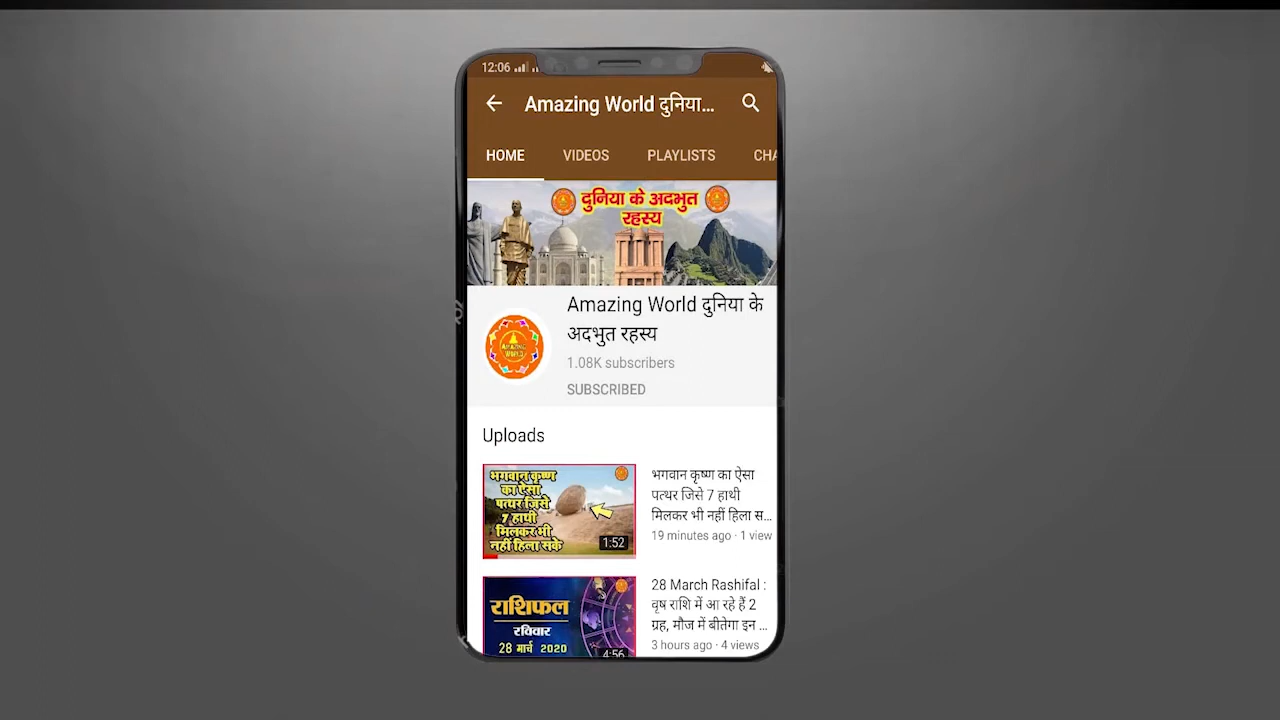 12:06
Amazing World दुनिया...
HOME VIDEOS PLAYLISTS CHA
दुनिया के अदभुत
रहस्य
Amazing World दुनिया के
अदभुत रहस्य
AMAZING
WORLD
1.08K subscribers
SUBSCRIBED
Uploads
भगवान कृष्ण
का ऐसा
पत्थर जिसे
7 हाथी
मिलकर भी
नहीं हिला सके
1:52
भगवान कृष्ण का ऐसा
पत्थर जिसे 7 हाथी
मिलकर भी नहीं हिला स...
19 minutes ago · 1 view
राशिफल
रविवार
28 मार्च 2020
4:56
28 March Rashifal :
वृष राशि में आ रहे हैं 2
ग्रह, मौज में बीतेगा इन ...
3 hours ago · 4 views